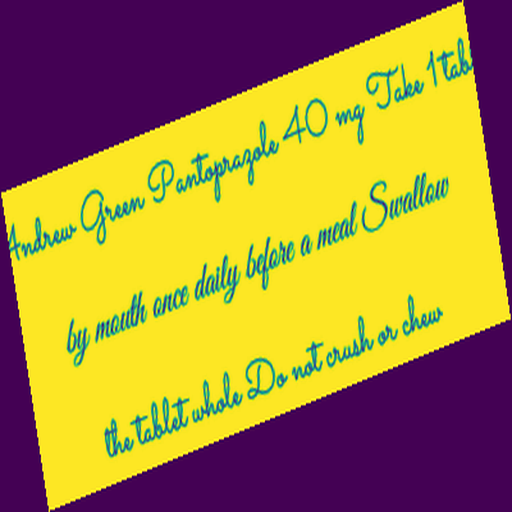 Andrew Green Pantoprazole 40 mg Take 1 tab
by mouth once daily before a meal Swallow
the tablet whole Do not crush or chew